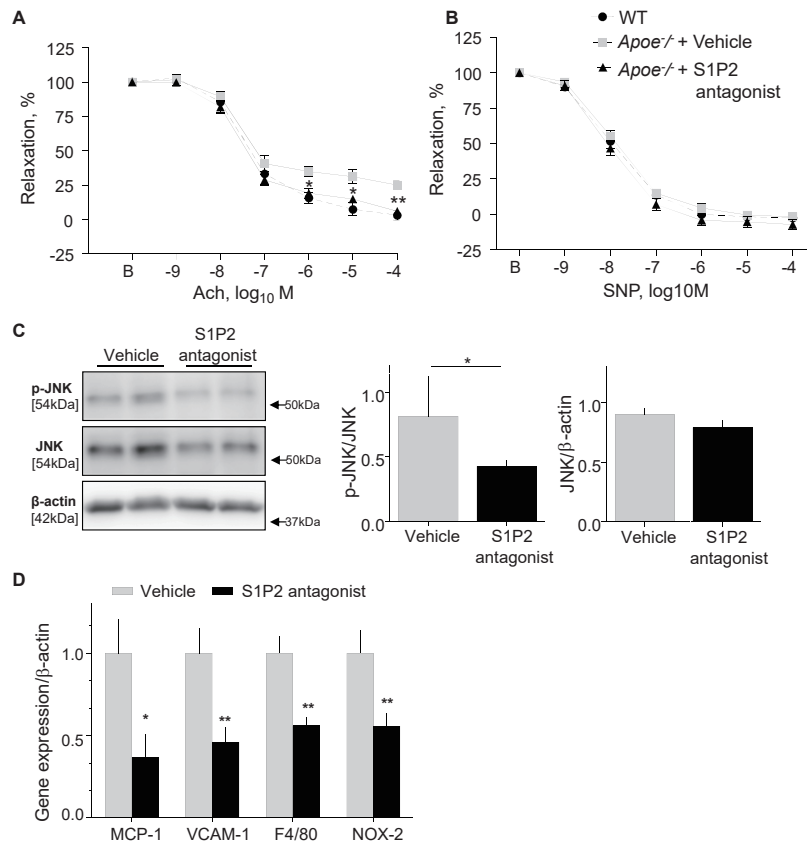 A
125
100
75
50
25
0
-25
Relaxation, %
B -9 -8 -7 -6 -5 -4
Ach, log10 M
*
*
**
B
WT
Apoe-/- + Vehicle
Apoe-/- + S1P2
antagonist
125
100
75
50
25
0
-25
Relaxation, %
B -9 -8 -7 -6 -5 -4
SNP, log10M
C
S1P2
Vehicle antagonist
p-JNK
[54kDa]
50kDa
JNK
[54kDa]
50kDa
β-actin
[42kDa]
37kDa
*
1.0
0.5
0.0
p-JNK/JNK
Vehicle S1P2
antagonist
1.0
0.5
0.0
JNK/β-actin
Vehicle S1P2
antagonist
D
Vehicle S1P2 antagonist
1.0
0.5
0.0
Gene expression/β-actin
* ** ** **
MCP-1 VCAM-1 F4/80 NOX-2